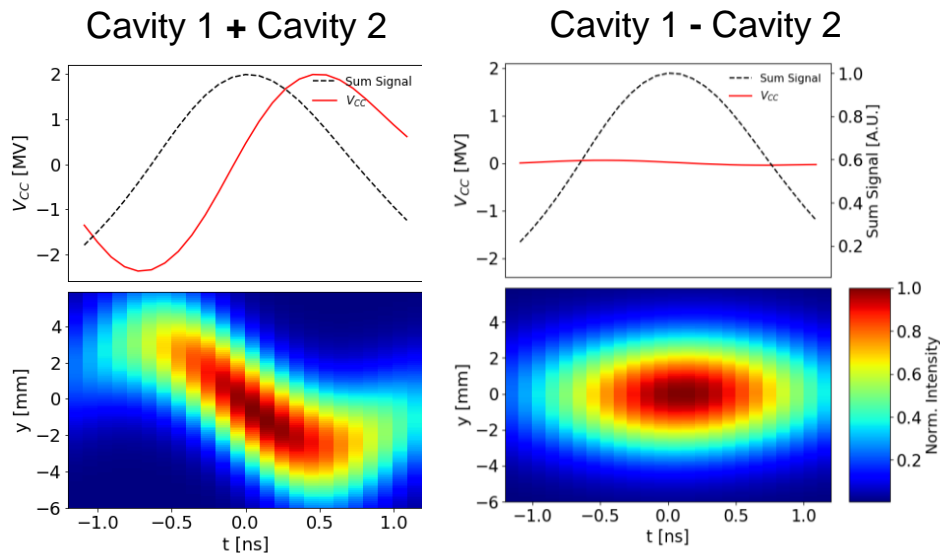 Cavity 1 + Cavity 2
Cavity 1 - Cavity 2
2
1
0
−1
−2
V_CC [MV]
Sum Signal
V_CC
2
1
0
−1
−2
V_CC [MV]
Sum Signal
V_CC
1.0
0.8
0.6
0.4
0.2
Sum Signal [A.U.]
4
2
0
−2
−4
−6
y [mm]
−1.0 −0.5 0.0 0.5 1.0
t [ns]
4
2
0
−2
−4
−6
y [mm]
−1.0 −0.5 0.0 0.5 1.0
t [ns]
1.0
0.8
0.6
0.4
0.2
Norm. Intensity